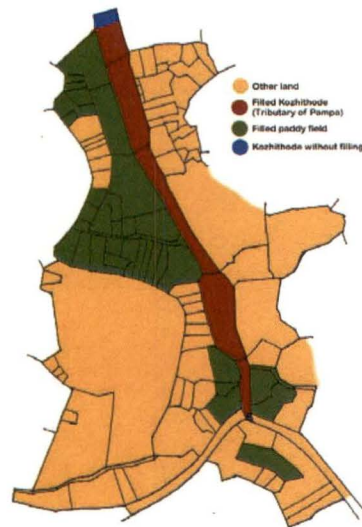 Other land
Filled Kozhithode
(Tributary of Pampa)
Filled paddy field
Kozhithode without filling